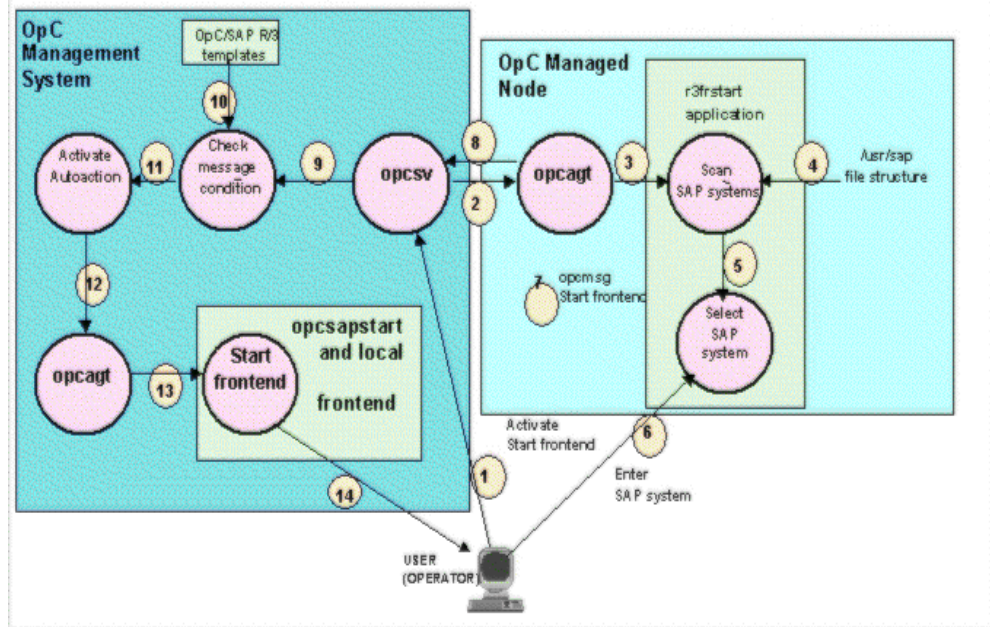 OpC
Management
System
OpC/SAP R/3
templates
10
Activate
Autoaction
11
Check
message
condition
9
opcsv
8
2
OpC Managed
Node
opcagt
3
r3frstart
application
Scan
SAP systems
4
/usr/sap
file structure
5
7
opcmsg
Start frontend
Select
SAP
system
12
opcagt
13
Start
frontend
opcsapstart
and local
frontend
14
1
Activate
Start frontend
6
Enter
SAP system
USER
(OPERATOR)